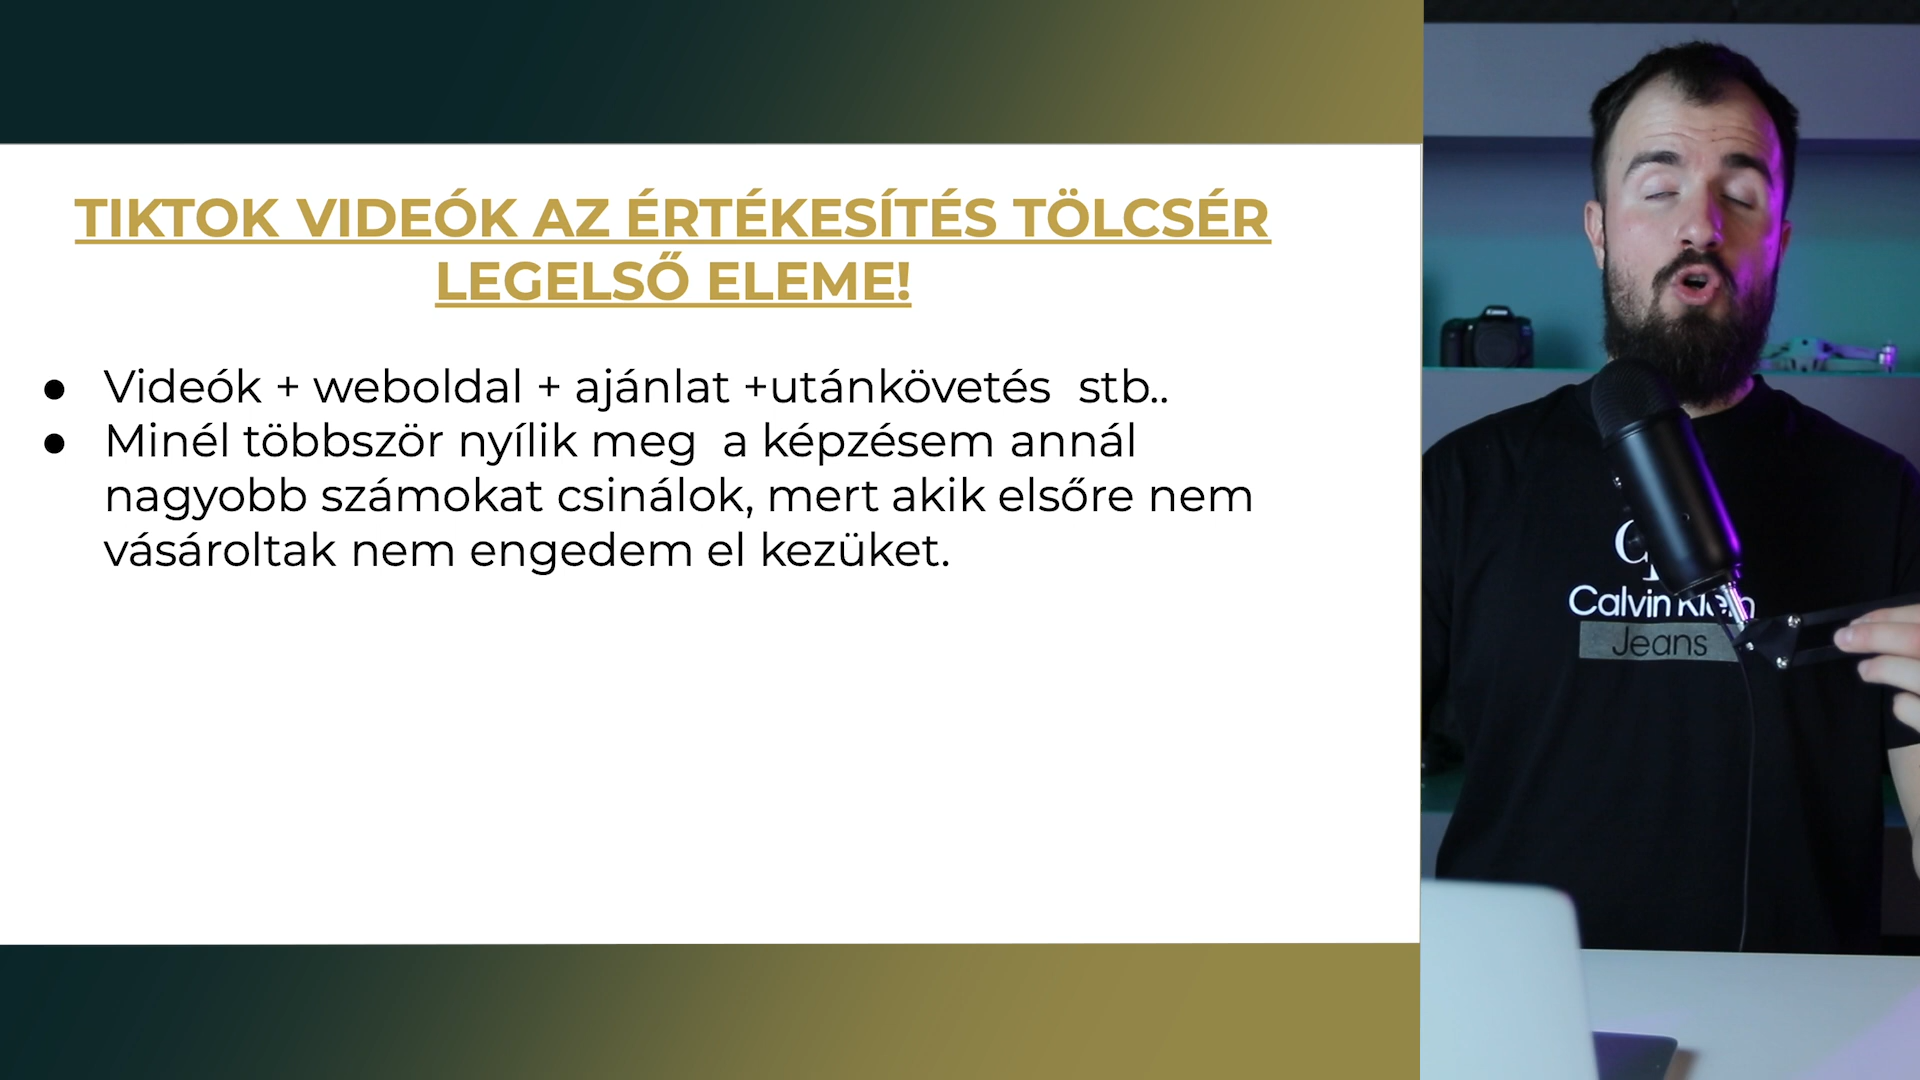 TIKTOK VIDEÓK AZ ÉRTÉKESÍTÉS TÖLCSÉR
LEGELSŐ ELEME!
● Videók + weboldal + ajánlat +utánkövetés  stb..
● Minél többször nyílik meg  a képzésem annál
nagyobb számokat csinálok, mert akik elsőre nem
vásároltak nem engedem el kezüket.
Calvin Klein
Jeans